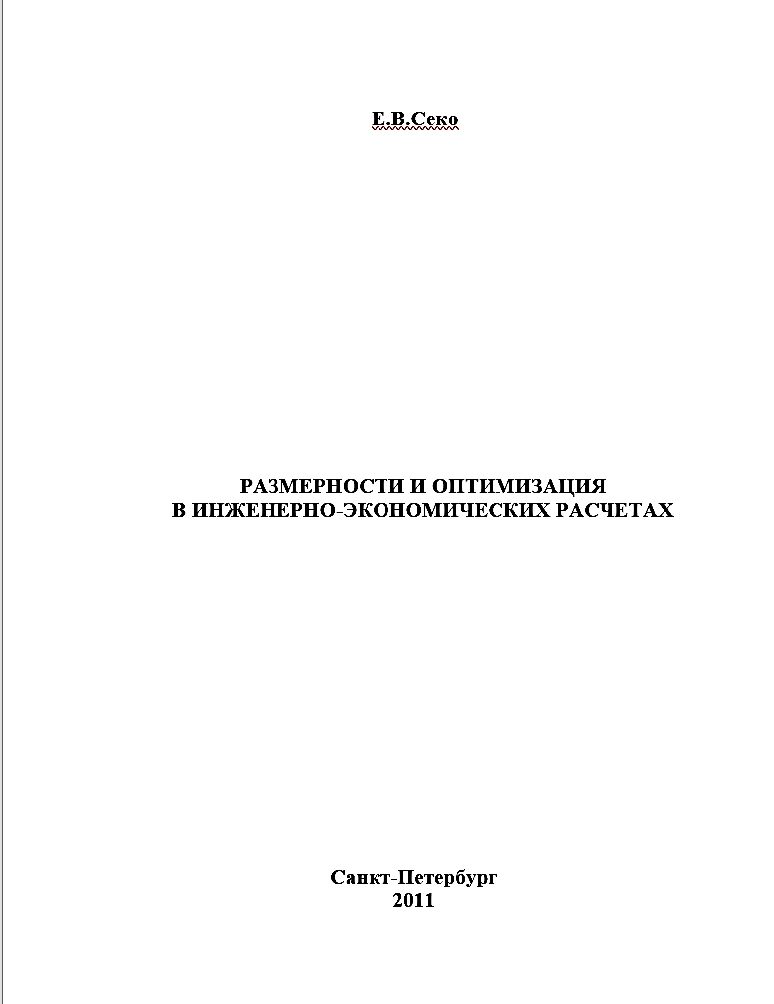 Е.В.Секо
РАЗМЕРНОСТИ И ОПТИМИЗАЦИЯ
В ИНЖЕНЕРНО-ЭКОНОМИЧЕСКИХ РАСЧЕТАХ
Санкт-Петербург
2011